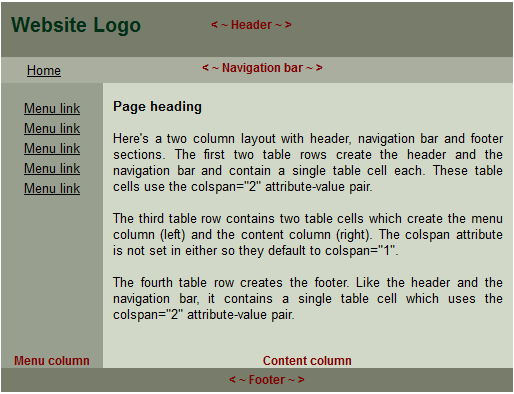 Website Logo
< ~ Header ~ >
Home
< ~ Navigation bar ~ >
Menu link
Menu link
Menu link
Menu link
Menu link
Page heading
Here's a two column layout with header, navigation bar and footer
sections. The first two table rows create the header and the
navigation bar and contain a single table cell each. These table
cells use the colspan="2" attribute-value pair.
The third table row contains two table cells which create the menu
column (left) and the content column (right). The colspan attribute
is not set in either so they default to colspan="1".
The fourth table row creates the footer. Like the header and the
navigation bar, it contains a single table cell which uses the
colspan="2" attribute-value pair.
Menu column
Content column
< ~ Footer ~ >